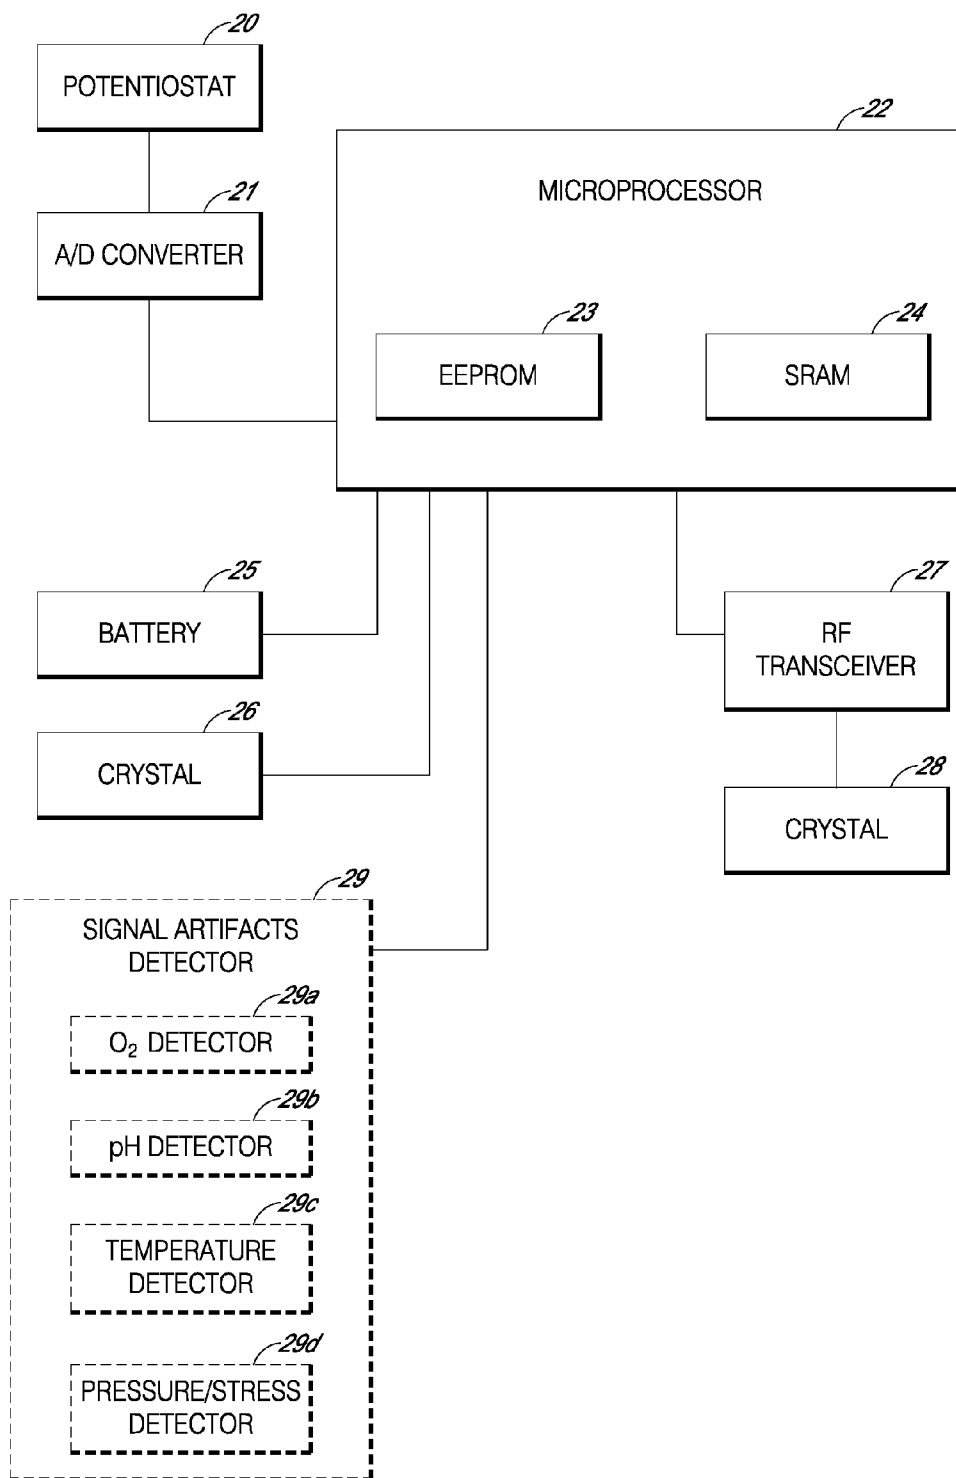 20
POTENTIOSTAT
22
MICROPROCESSOR
21
A/D CONVERTER
23
EEPROM
24
SRAM
25
BATTERY
27
RF
TRANSCEIVER
26
CRYSTAL
28
CRYSTAL
29
SIGNAL ARTIFACTS
DETECTOR
29a
O₂ DETECTOR
29b
pH DETECTOR
29c
TEMPERATURE
DETECTOR
29d
PRESSURE/STRESS
DETECTOR